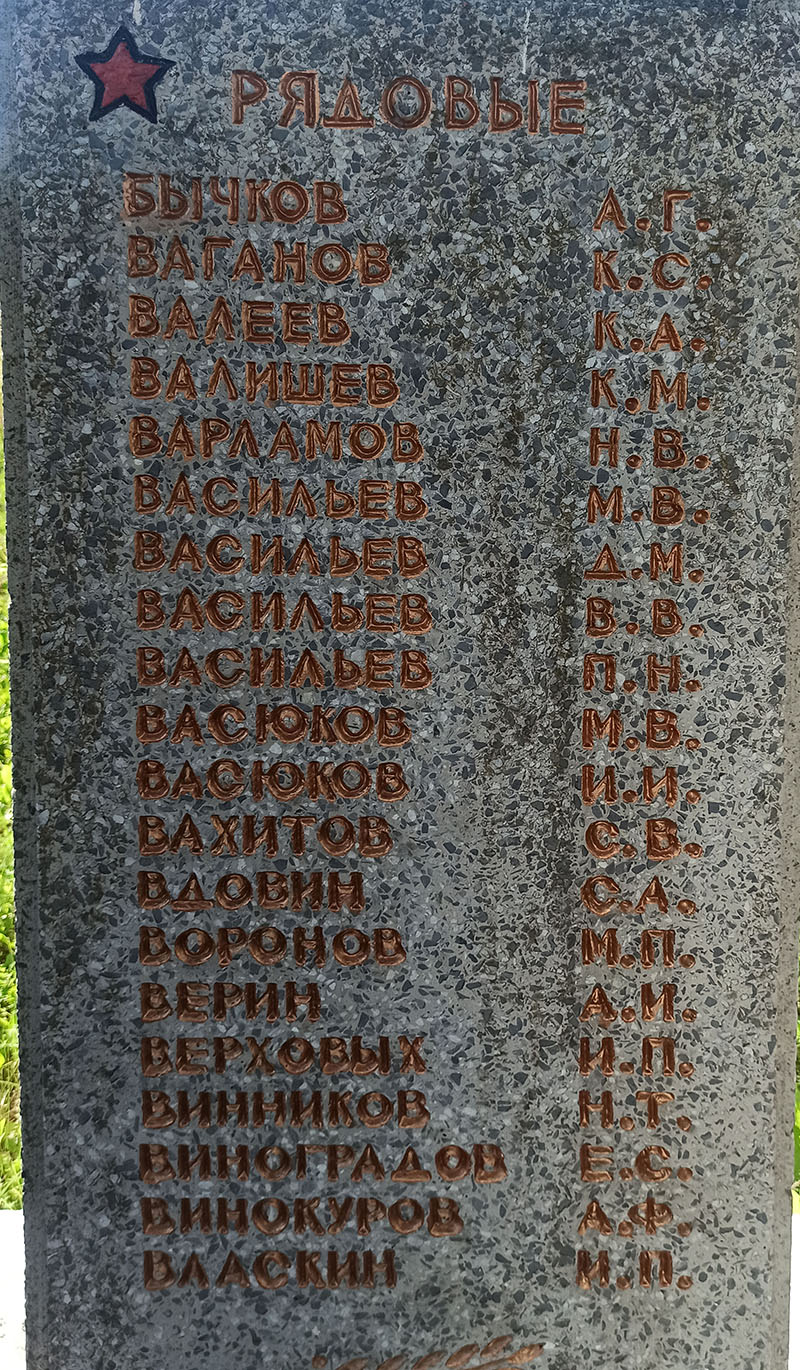 РЯДОВЫЕ
БЫЧКОВ А.Г.
ВАГАНОВ К.С.
ВАЛЕЕВ К.А.
ВАЛИШЕВ К.М.
ВАРЛАМОВ Н.В.
ВАСИЛЬЕВ М.В.
ВАСИЛЬЕВ Д.М.
ВАСИЛЬЕВ В.В.
ВАСИЛЬЕВ П.Н.
ВАСЮКОВ М.В.
ВАСЮКОВ И.И.
ВАХИТОВ С.В.
ВДОВИН С.А.
ВОРОНОВ М.П.
ВЕРИН А.И.
ВЕРХОВЫХ И.П.
ВИННИКОВ Н.Т.
ВИНОГРАДОВ Е.С.
ВИНОКУРОВ А.Ф.
ВЛАСКИН И.П.